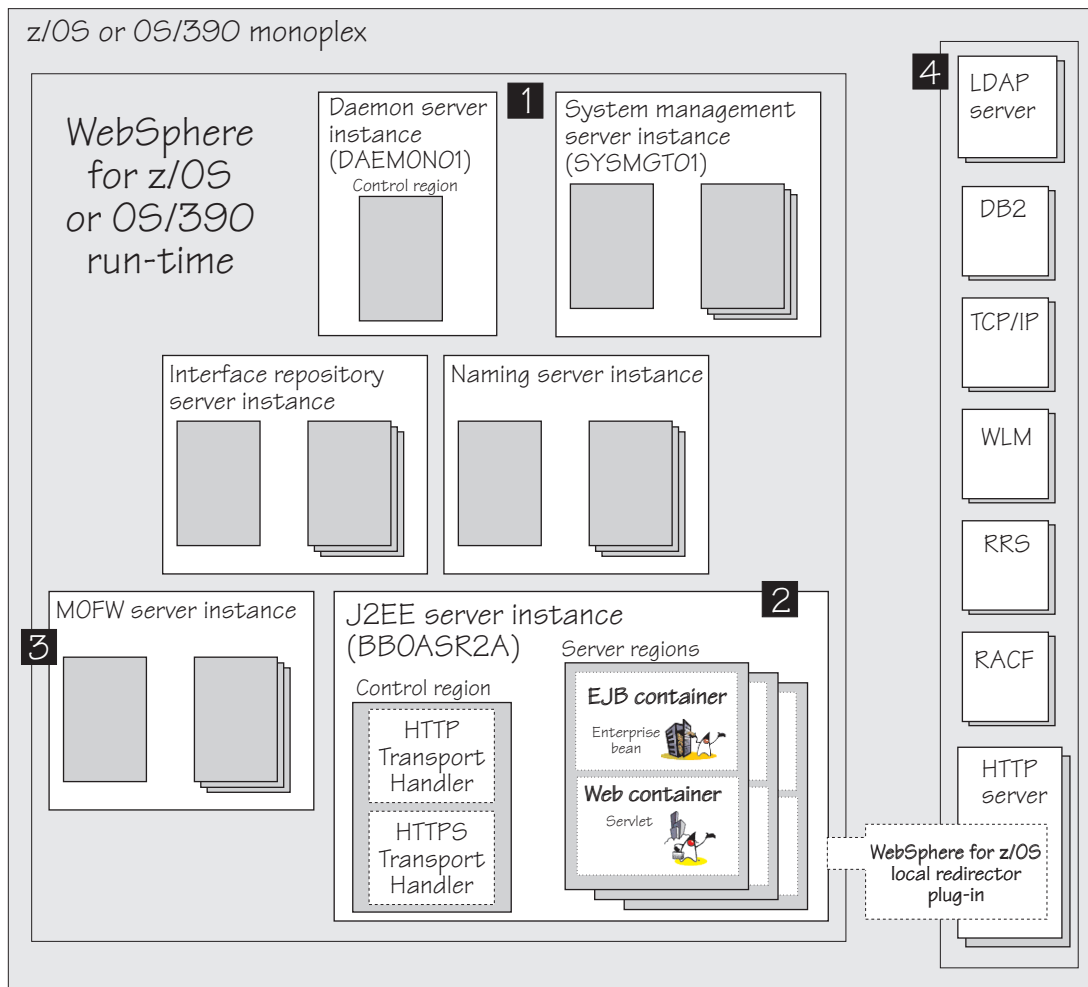 z/OS or OS/390 monoplex
WebSphere
for z/OS
or OS/390
run-time
Daemon server
instance
(DAEMON01)
Control region
1
System management
server instance
(SYSMGT01)
Interface repository
server instance
Naming server instance
MOFW server instance
3
J2EE server instance
(BBOASR2A)
2
Control region
HTTP
Transport
Handler
HTTPS
Transport
Handler
Server regions
EJB container
Enterprise
bean
Web container
Servlet
4
LDAP
server
DB2
TCP/IP
WLM
RRS
RACF
HTTP
server
WebSphere for z/OS
local redirector
plug-in